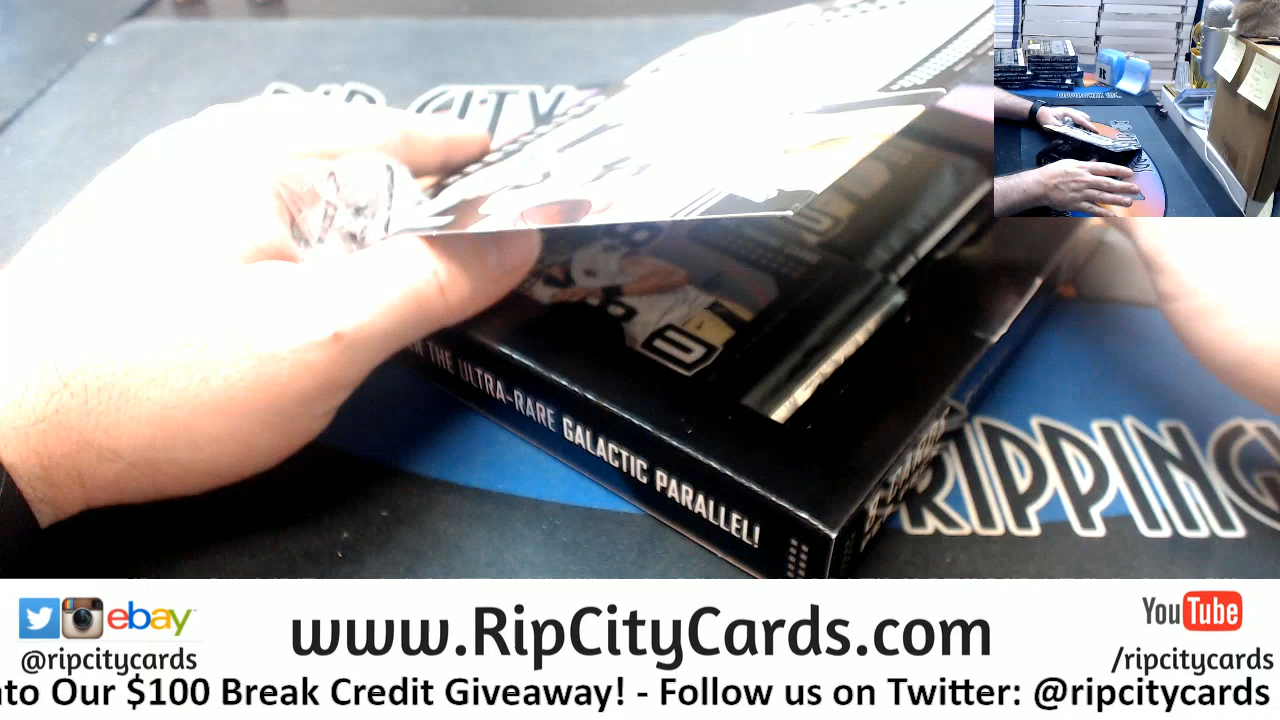 THE ULTRA-RARE GALACTIC PARALLEL!
RIPPING
ebay
@ripcitycards
www.RipCityCards.com
YouTube
/ripcitycards
Our $100 Break Credit Giveaway! - Follow us on Twitter: @ripcitycards